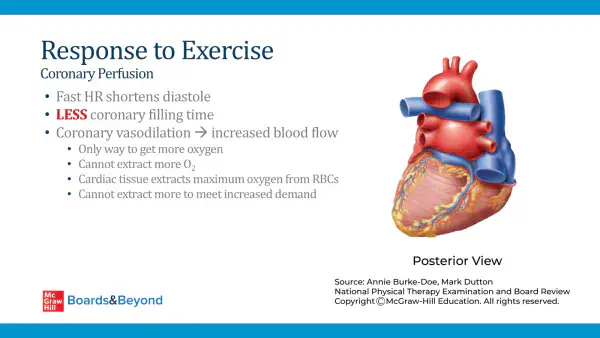 Response to Exercise
Coronary Perfusion
• Fast HR shortens diastole
• LESS coronary filling time
• Coronary vasodilation → increased blood flow
• Only way to get more oxygen
• Cannot extract more O₂
• Cardiac tissue extracts maximum oxygen from RBCs
• Cannot extract more to meet increased demand
Posterior View
Source: Annie Burke-Doe, Mark Dutton
National Physical Therapy Examination and Board Review
Copyright ©McGraw-Hill Education. All rights reserved.
Mc
Graw
Hill
Boards&Beyond